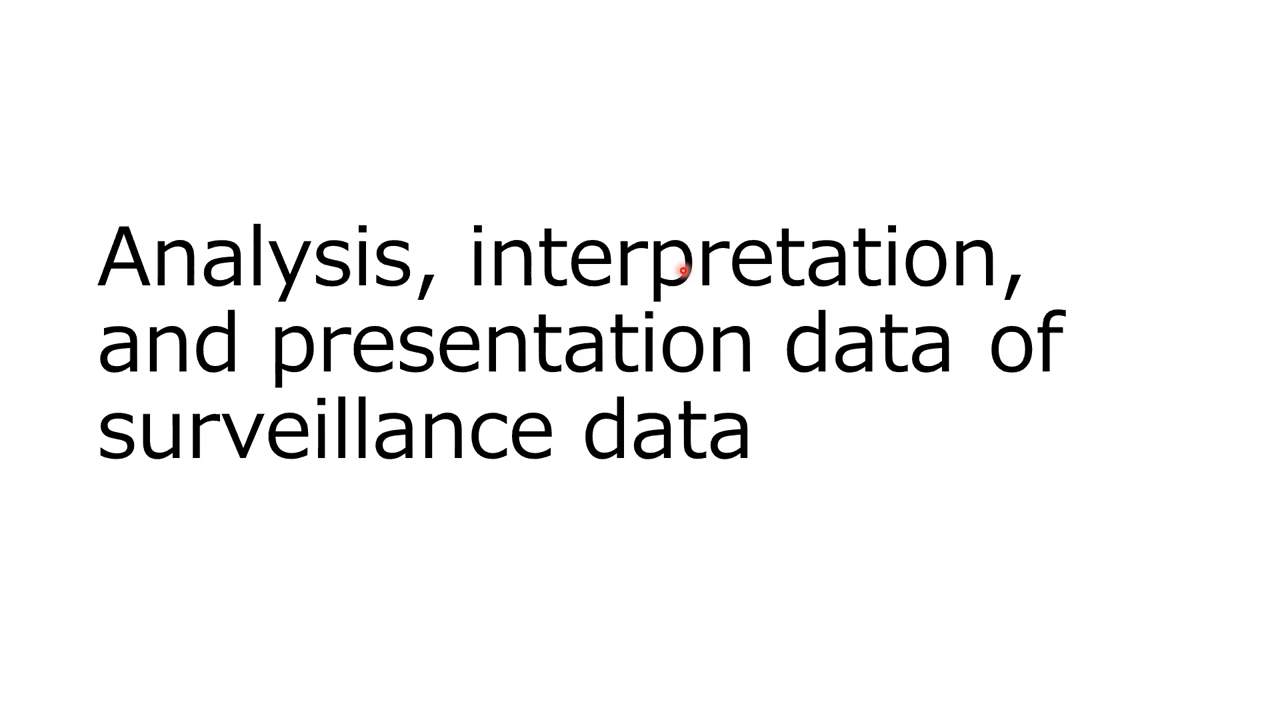 Analysis, interpretation,
and presentation data of
surveillance data